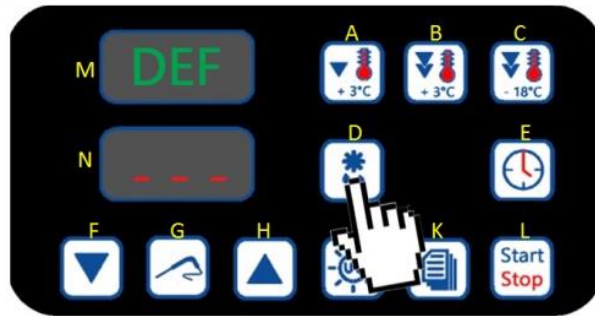 A B C
M DEF
+ 3°C + 3°C - 18°C
D E
N _ _ _
F G H K L
Start
Stop